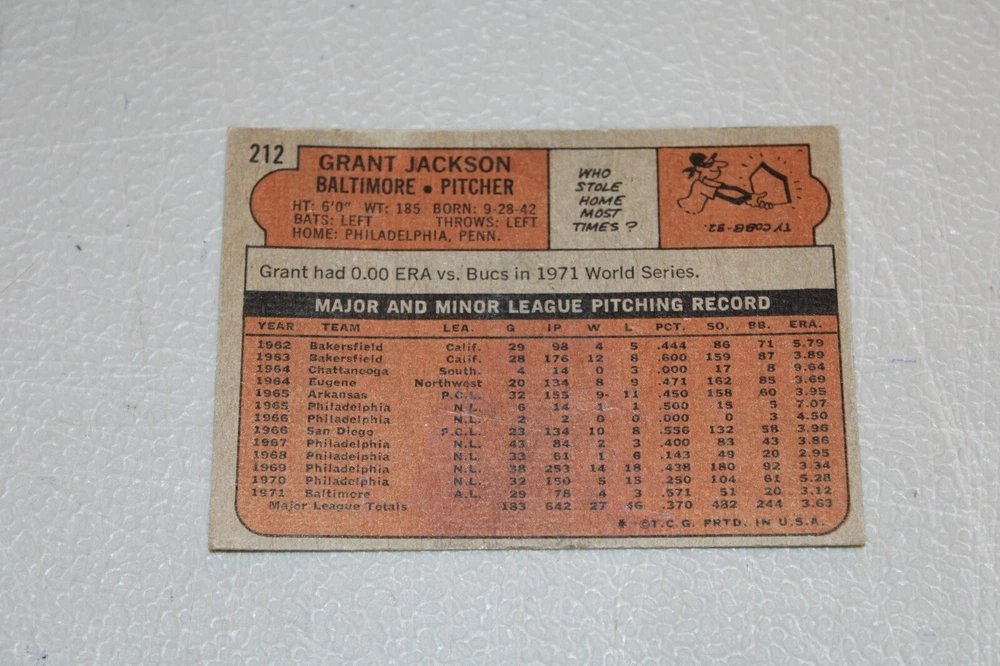 212
GRANT JACKSON
BALTIMORE • PITCHER
HT: 6'0" WT: 185 BORN: 9-28-42
BATS: LEFT THROWS: LEFT
HOME: PHILADELPHIA, PENN.
WHO
STOLE
HOME
MOST
TIMES?
TY COBB-32.
Grant had 0.00 ERA vs. Bucs in 1971 World Series.
MAJOR AND MINOR LEAGUE PITCHING RECORD
YEAR TEAM LEA. G IP W L PCT. SO. BB. ERA.
1962 Bakersfield Calif. 29 98 4 5 .444 86 71 5.79
1963 Bakersfield Calif. 28 176 12 8 .600 159 87 3.89
1964 Chattanooga South. 4 14 0 3 .000 17 8 9.64
1964 Eugene Northwest 20 134 8 9 .471 162 85 3.69
1965 Arkansas P.C.L. 32 155 9 11 .450 158 60 3.95
1965 Philadelphia N.L. 6 14 1 1 .500 15 5 7.07
1966 Philadelphia N.L. 2 2 0 0 .000 0 3 4.50
1966 San Diego P.C.L. 23 134 10 8 .556 132 58 3.96
1967 Philadelphia N.L. 43 84 2 3 .400 83 43 3.86
1968 Philadelphia N.L. 33 61 1 6 .143 49 20 2.95
1969 Philadelphia N.L. 38 253 14 18 .438 180 92 3.34
1970 Philadelphia N.L. 32 150 5 15 .250 104 61 5.28
1971 Baltimore A.L. 29 78 4 3 .571 51 20 3.12
Major League Totals 183 642 27 46 .370 482 244 3.63
* ©T.C.G. PRTD. IN U.S.A.